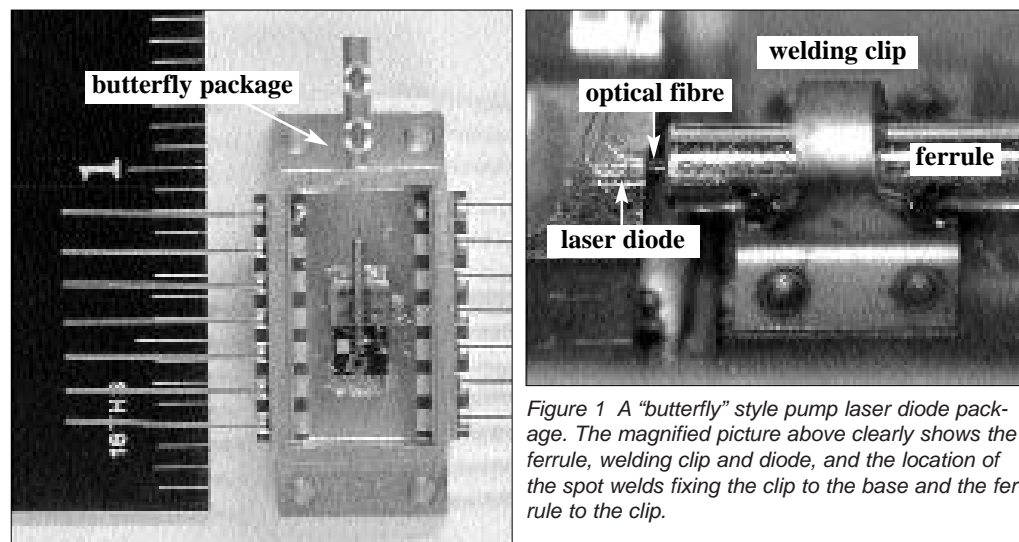 butterfly package
1
16THS
welding clip
optical fibre
ferrule
laser diode
Figure 1 A “butterfly” style pump laser diode pack-
age. The magnified picture above clearly shows the
ferrule, welding clip and diode, and the location of
the spot welds fixing the clip to the base and the fer
rule to the clip.